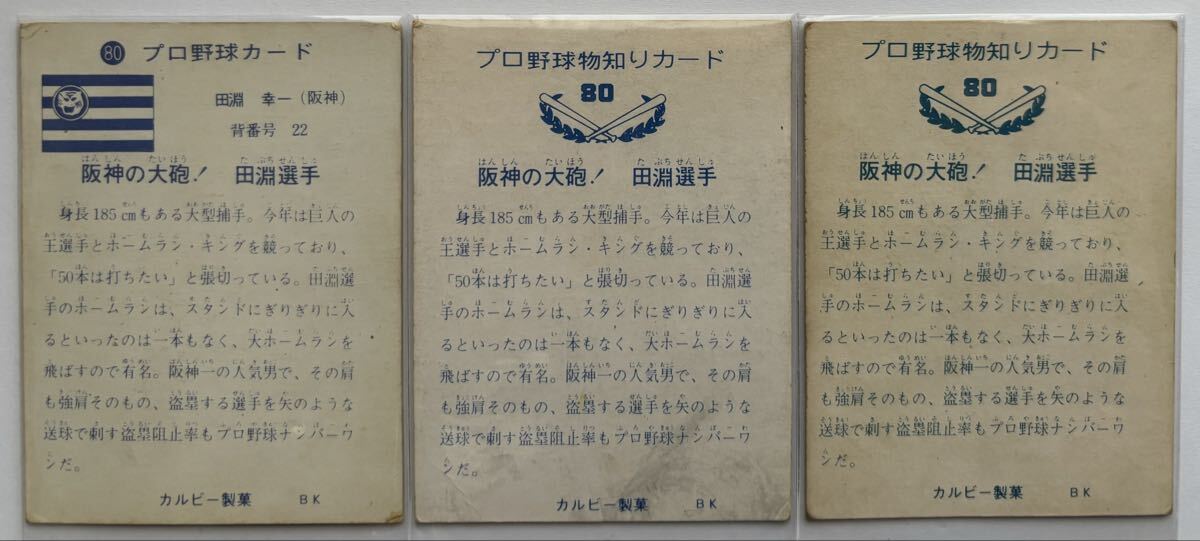 80 プロ野球カード
田淵 幸一(阪神)
背番号 22
阪神の大砲! 田淵選手
身長185cmもある大型捕手。今年は巨人の
王選手とホームラン・キングを競っており、
「50本は打ちたい」と張切っている。田淵選
手のホームランは、スタンドにぎりぎりに入
るといったのは一本もなく、大ホームランを
飛ばすので有名。阪神一の人気男で、その肩
も強肩そのもの、盗塁する選手を矢のような
送球で刺す盗塁阻止率もプロ野球ナンバーワ
ンだ。
カルビー製菓 BK
プロ野球物知りカード
80
阪神の大砲! 田淵選手
身長185cmもある大型捕手。今年は巨人の
王選手とホームラン・キングを競っており、
「50本は打ちたい」と張切っている。田淵選
手のホームランは、スタンドにぎりぎりに入
るといったのは一本もなく、大ホームランを
飛ばすので有名。阪神一の人気男で、その肩
も強肩そのもの、盗塁する選手を矢のような
送球で刺す盗塁阻止率もプロ野球ナンバーワ
ンだ。
カルビー製菓 BK
プロ野球物知りカード
80
阪神の大砲! 田淵選手
身長185cmもある大型捕手。今年は巨人の
王選手とホームラン・キングを競っており、
「50本は打ちたい」と張切っている。田淵選
手のホームランは、スタンドにぎりぎりに入
るといったのは一本もなく、大ホームランを
飛ばすので有名。阪神一の人気男で、その肩
も強肩そのもの、盗塁する選手を矢のような
送球で刺す盗塁阻止率もプロ野球ナンバーワ
ンだ。
カルビー製菓 BK